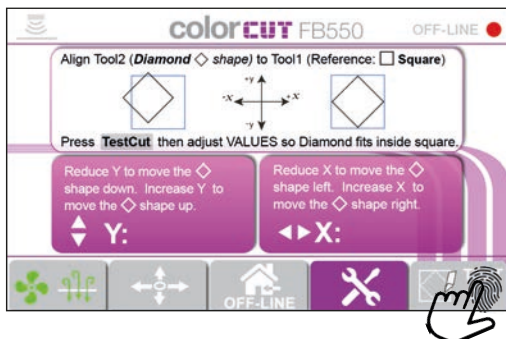 colorCUT FB550
OFF-LINE
Align Tool2 (Diamond ◇ shape) to Tool1 (Reference: □ Square)
+y
-x +x
-y
Press TestCut then adjust VALUES so Diamond fits inside square.
Reduce Y to move the ◇
shape down. Increase Y to
move the ◇ shape up.
Y:
Reduce X to move the ◇
shape left. Increase X to
move the ◇ shape right.
X:
OFF-LINE